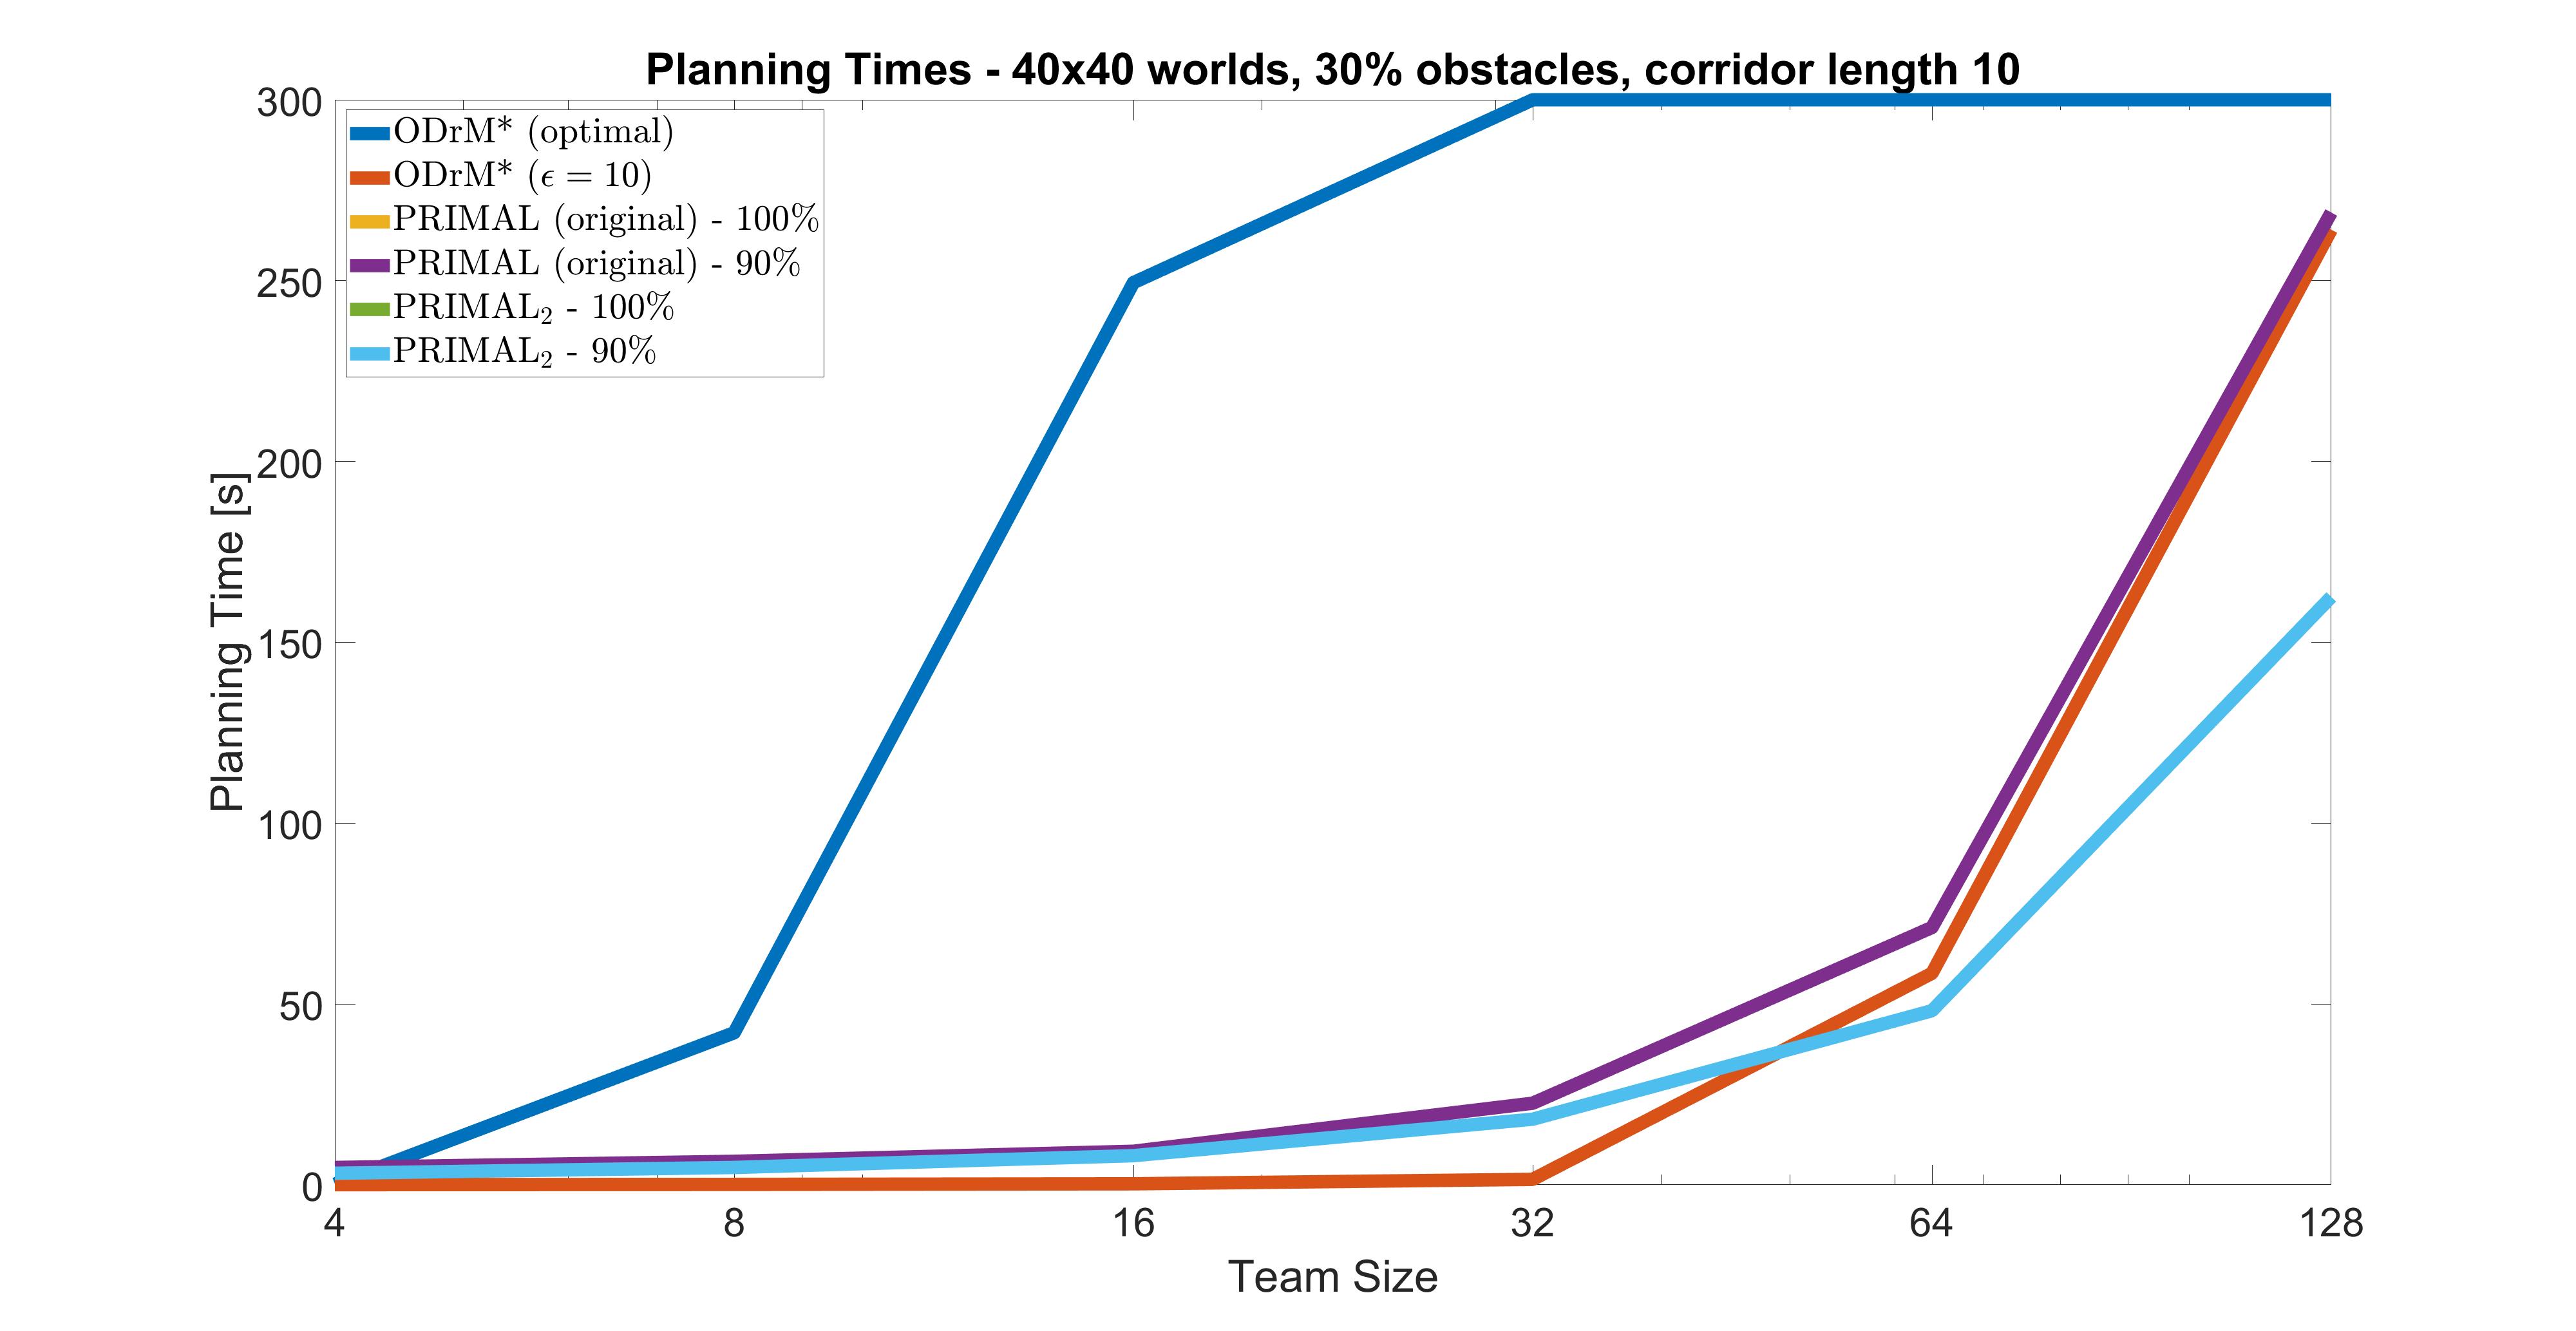 Planning Times - 40x40 worlds, 30% obstacles, corridor length 10
300
250
200
150
100
50
0
Planning Time [s]
ODrM* (optimal)
ODrM* (ϵ = 10)
PRIMAL (original) - 100%
PRIMAL (original) - 90%
PRIMAL₂ - 100%
PRIMAL₂ - 90%
4 8 16 32 64 128
Team Size